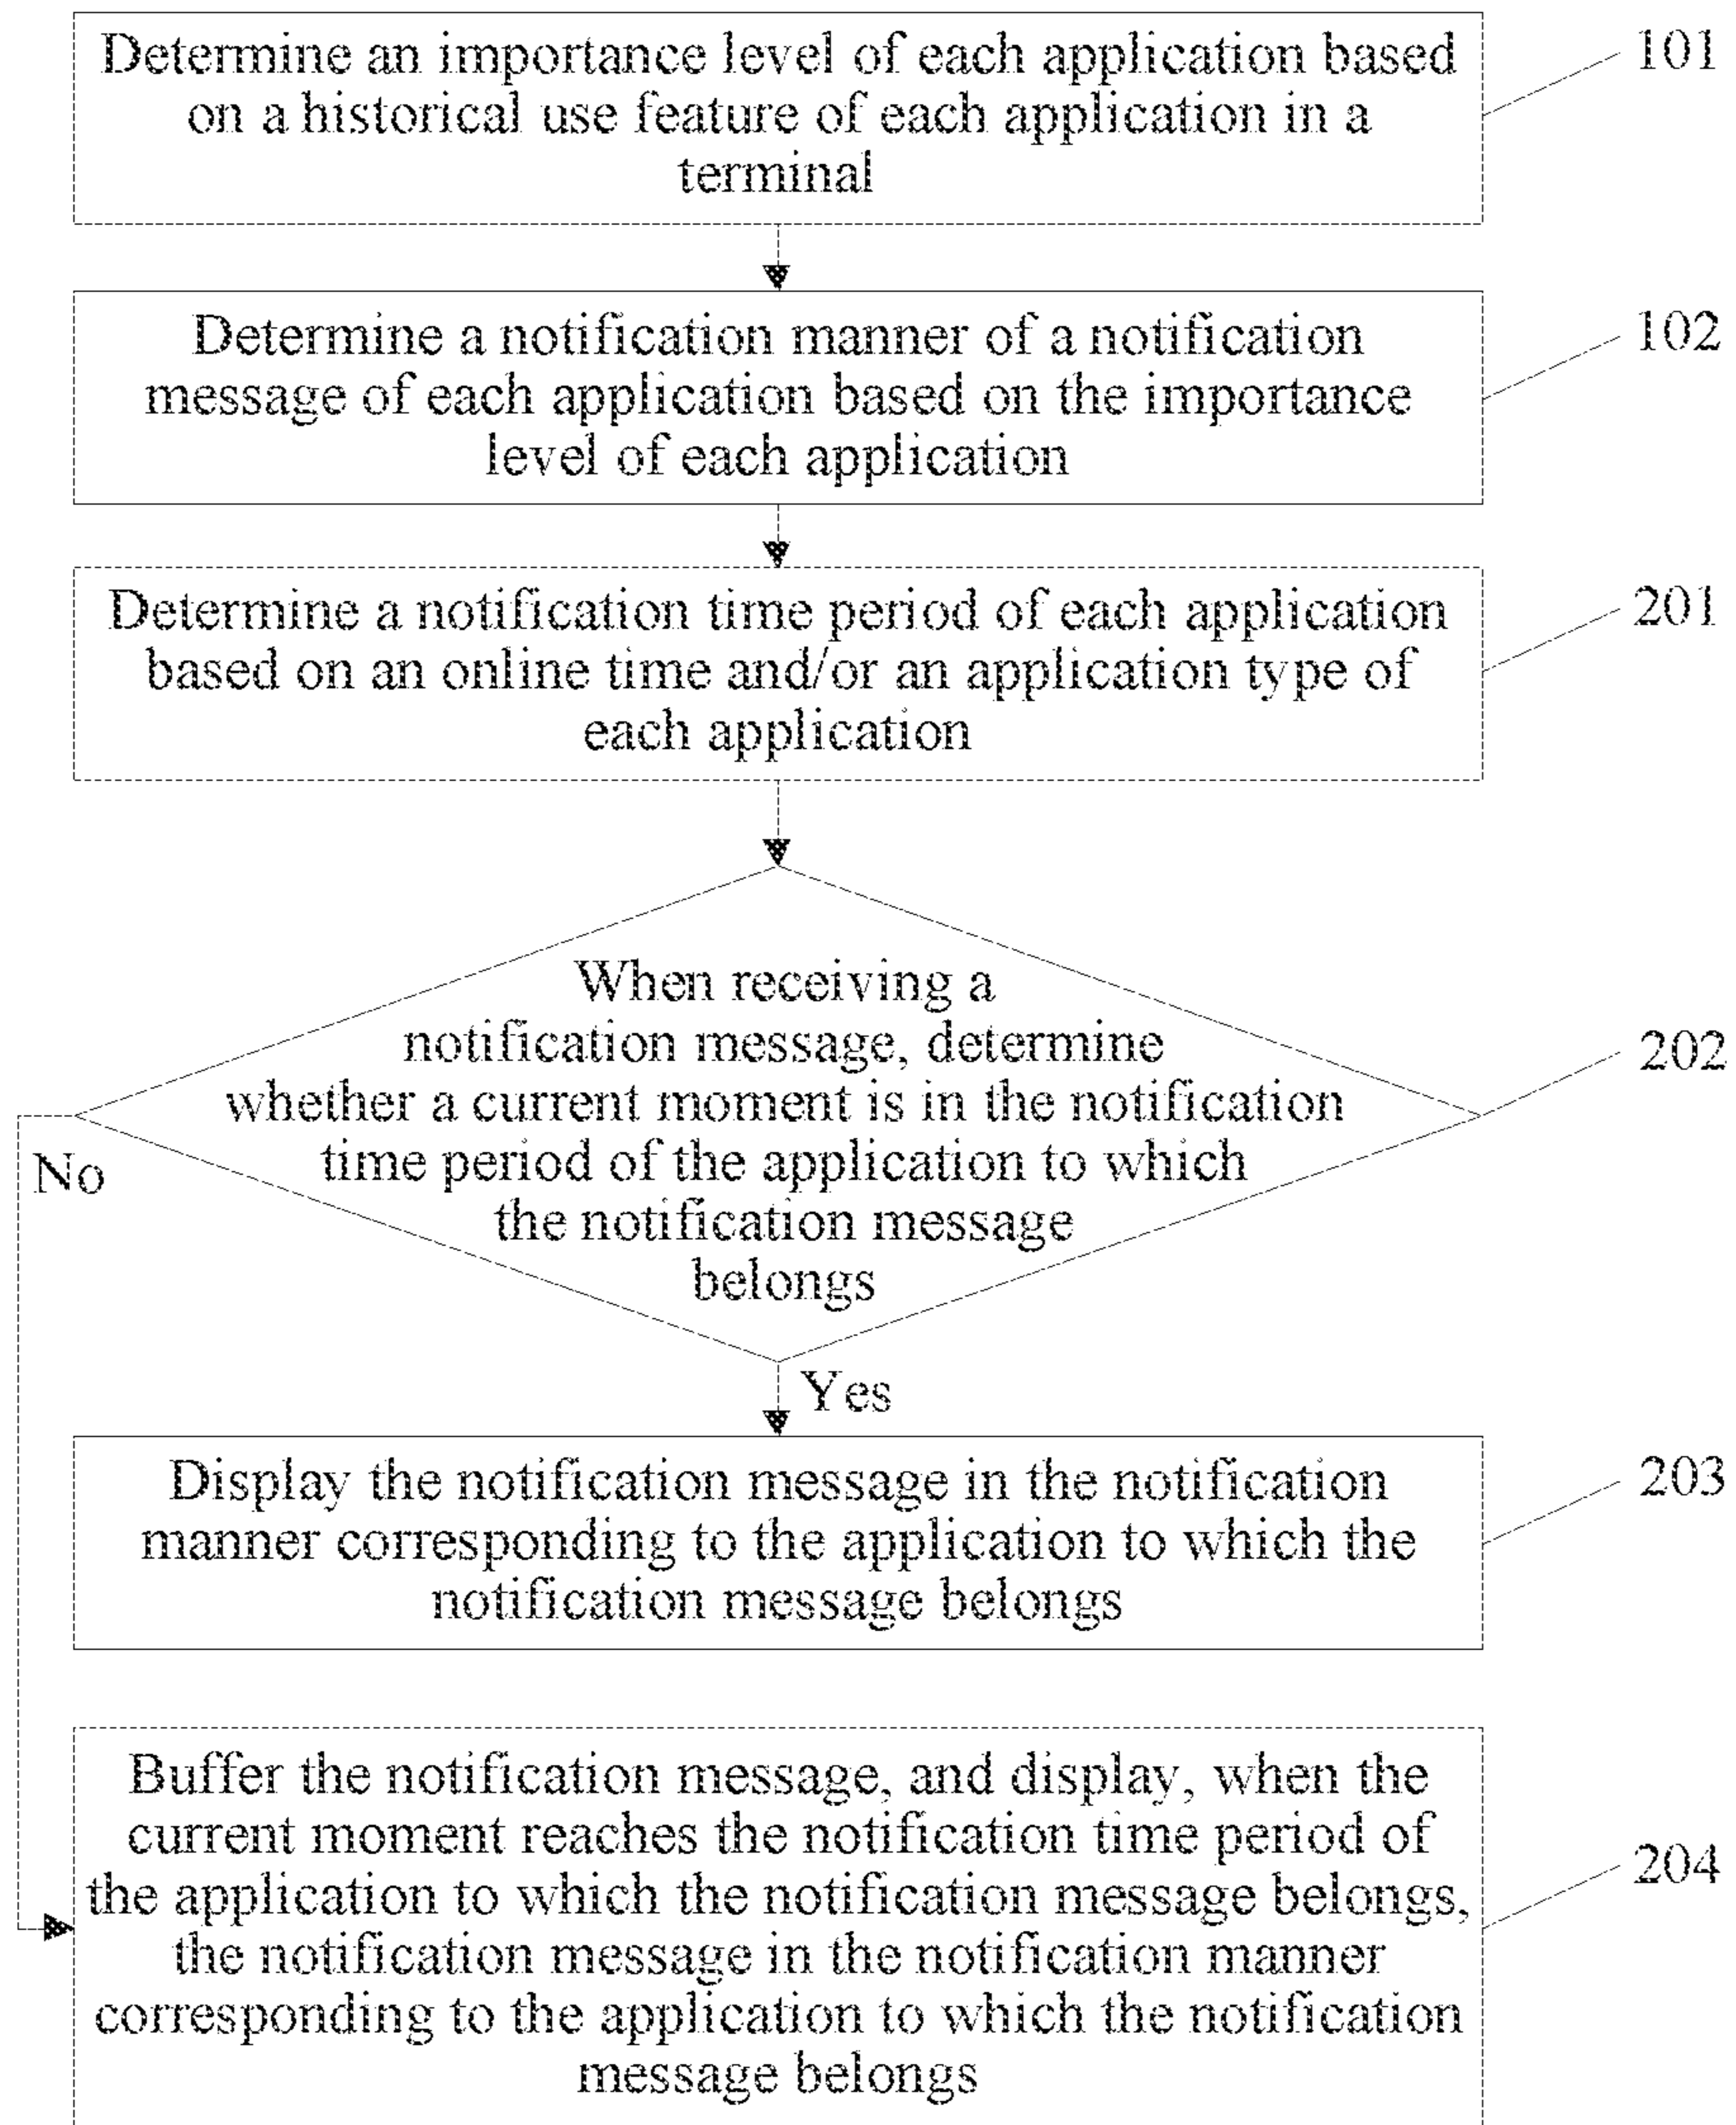 Determine an importance level of each application based
on a historical use feature of each application in a
terminal
101
Determine a notification manner of a notification
message of each application based on the importance
level of each application
102
Determine a notification time period of each application
based on an online time and/or an application type of
each application
201
When receiving a
notification message, determine
whether a current moment is in the notification
time period of the application to which
the notification message
belongs
202
No
Yes
Display the notification message in the notification
manner corresponding to the application to which the
notification message belongs
203
Buffer the notification message, and display, when the
current moment reaches the notification time period of
the application to which the notification message belongs,
the notification message in the notification manner
corresponding to the application to which the notification
message belongs
204